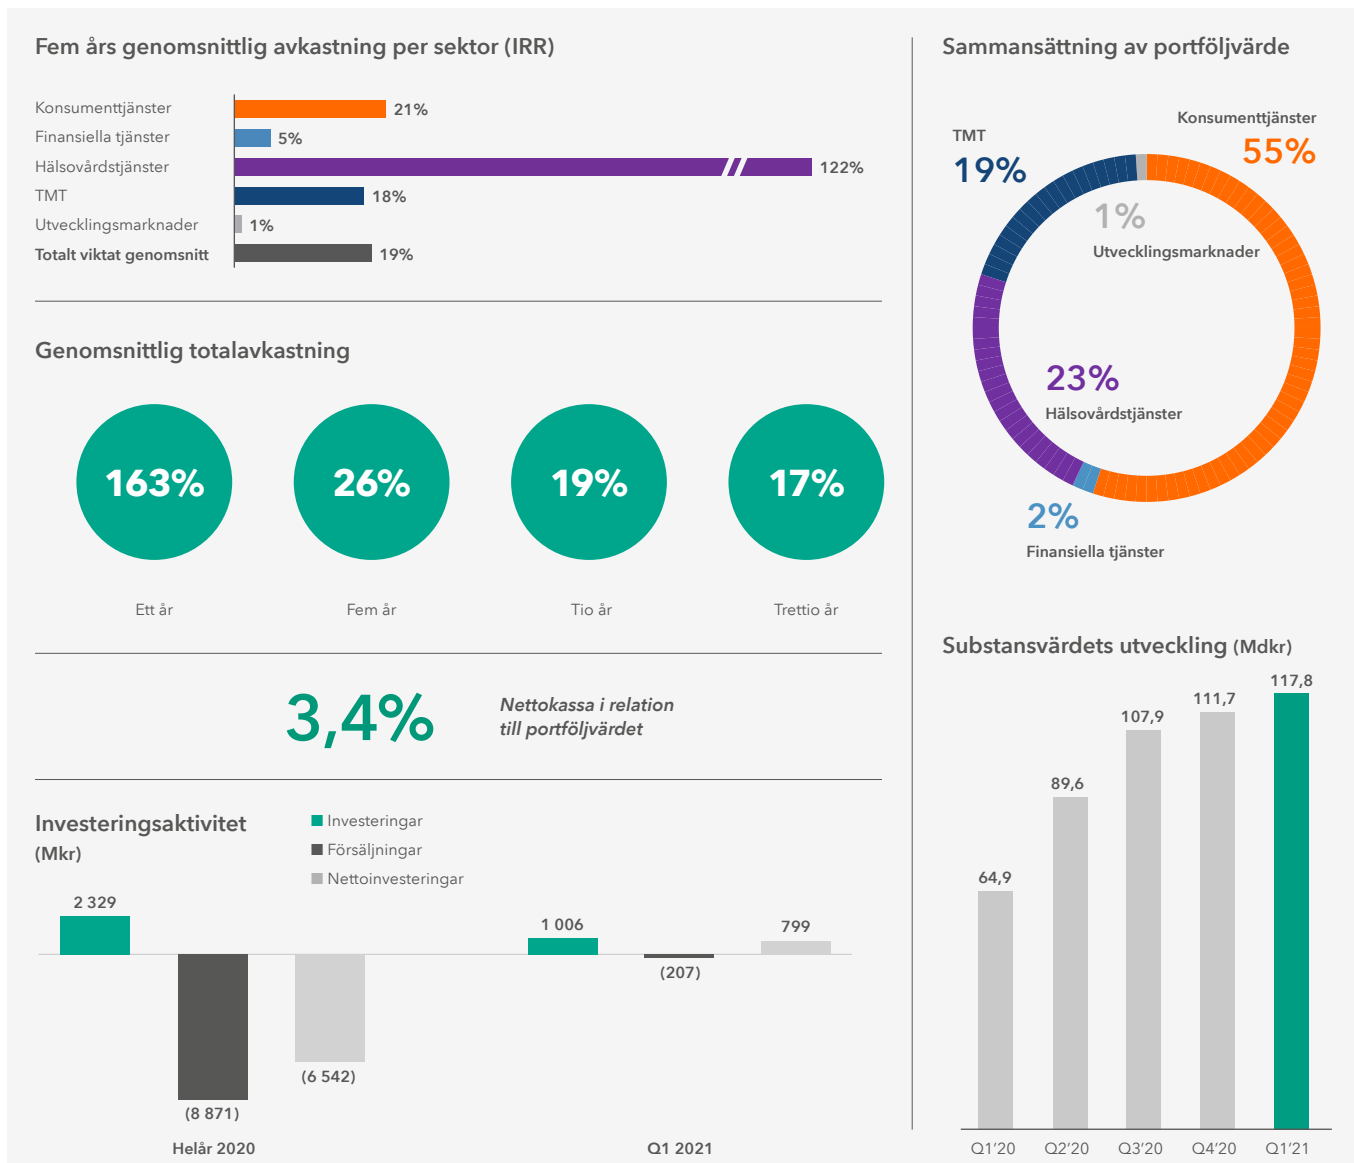 Fem års genomsnittlig avkastning per sektor (IRR)
Konsumenttjänster 21%
Finansiella tjänster 5%
Hälsovårdstjänster 122%
TMT 18%
Utvecklingsmarknader 1%
Totalt viktat genomsnitt 19%
Genomsnittlig totalavkastning
163% 26% 19% 17%
Ett år Fem år Tio år Trettio år
3,4%
Nettokassa i relation
till portföljvärdet
Investeringsaktivitet
(Mkr)
Investeringar
Försäljningar
Nettoinvesteringar
2 329
(8 871)
(6 542)
Helår 2020
1 006
(207)
799
Q1 2021
Sammansättning av portföljvärde
Konsumenttjänster
55%
TMT
19%
1%
Utvecklingsmarknader
23%
Hälsovårdstjänster
2%
Finansiella tjänster
Substansvärdets utveckling (Mdkr)
64,9 89,6 107,9 111,7 117,8
Q1'20 Q2'20 Q3'20 Q4'20 Q1'21